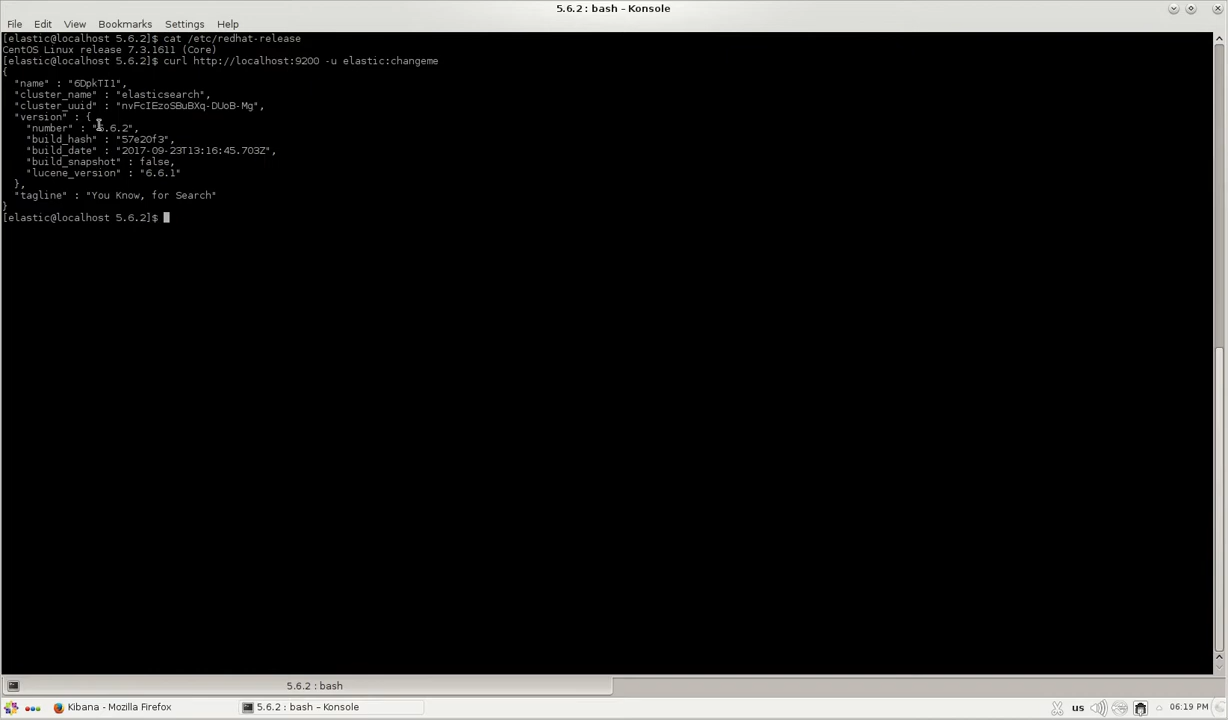 5.6.2 : bash – Konsole
File Edit View Bookmarks Settings Help
[elastic@localhost 5.6.2]$ cat /etc/redhat-release
CentOS Linux release 7.3.1611 (Core)
[elastic@localhost 5.6.2]$ curl http://localhost:9200 -u elastic:changeme
{
"name" : "6DpkTI1",
"cluster_name" : "elasticsearch",
"cluster_uuid" : "nvFcIEzoSBuBXq-DUoB-Mg",
"version" : {
"number" : "5.6.2",
"build_hash" : "57e20f3",
"build_date" : "2017-09-23T13:16:45.703Z",
"build_snapshot" : false,
"lucene_version" : "6.6.1"
},
"tagline" : "You Know, for Search"
}
[elastic@localhost 5.6.2]$
5.6.2 : bash
Kibana - Mozilla Firefox 5.6.2 : bash – Konsole us 06:19 PM